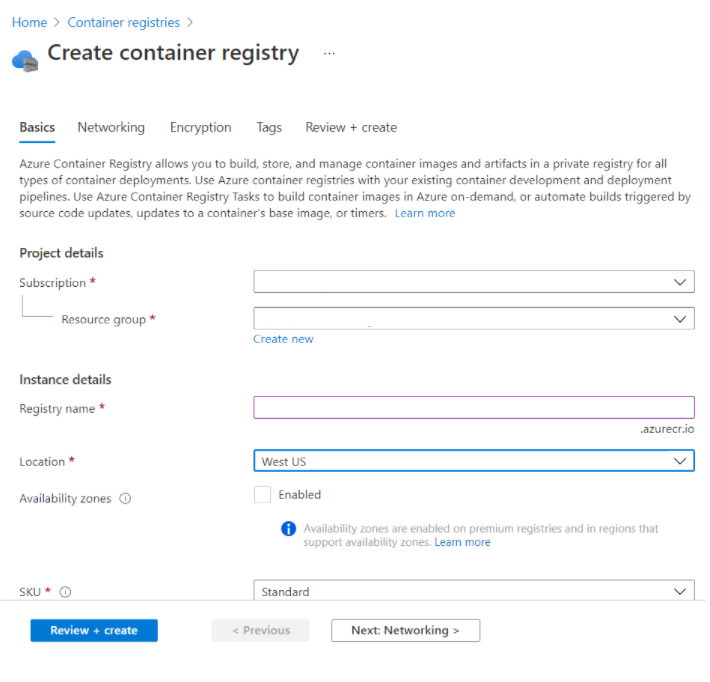 Home > Container registries >
Create container registry ...
Basics Networking Encryption Tags Review + create
Azure Container Registry allows you to build, store, and manage container images and artifacts in a private registry for all
types of container deployments. Use Azure container registries with your existing container development and deployment
pipelines. Use Azure Container Registry Tasks to build container images in Azure on-demand, or automate builds triggered by
source code updates, updates to a container's base image, or timers. Learn more
Project details
Subscription *
Resource group *
Create new
Instance details
Registry name *
.azurecr.io
Location *
West US
Availability zones
Enabled
Availability zones are enabled on premium registries and in regions that
support availability zones. Learn more
SKU *
Standard
Review + create
< Previous
Next: Networking >